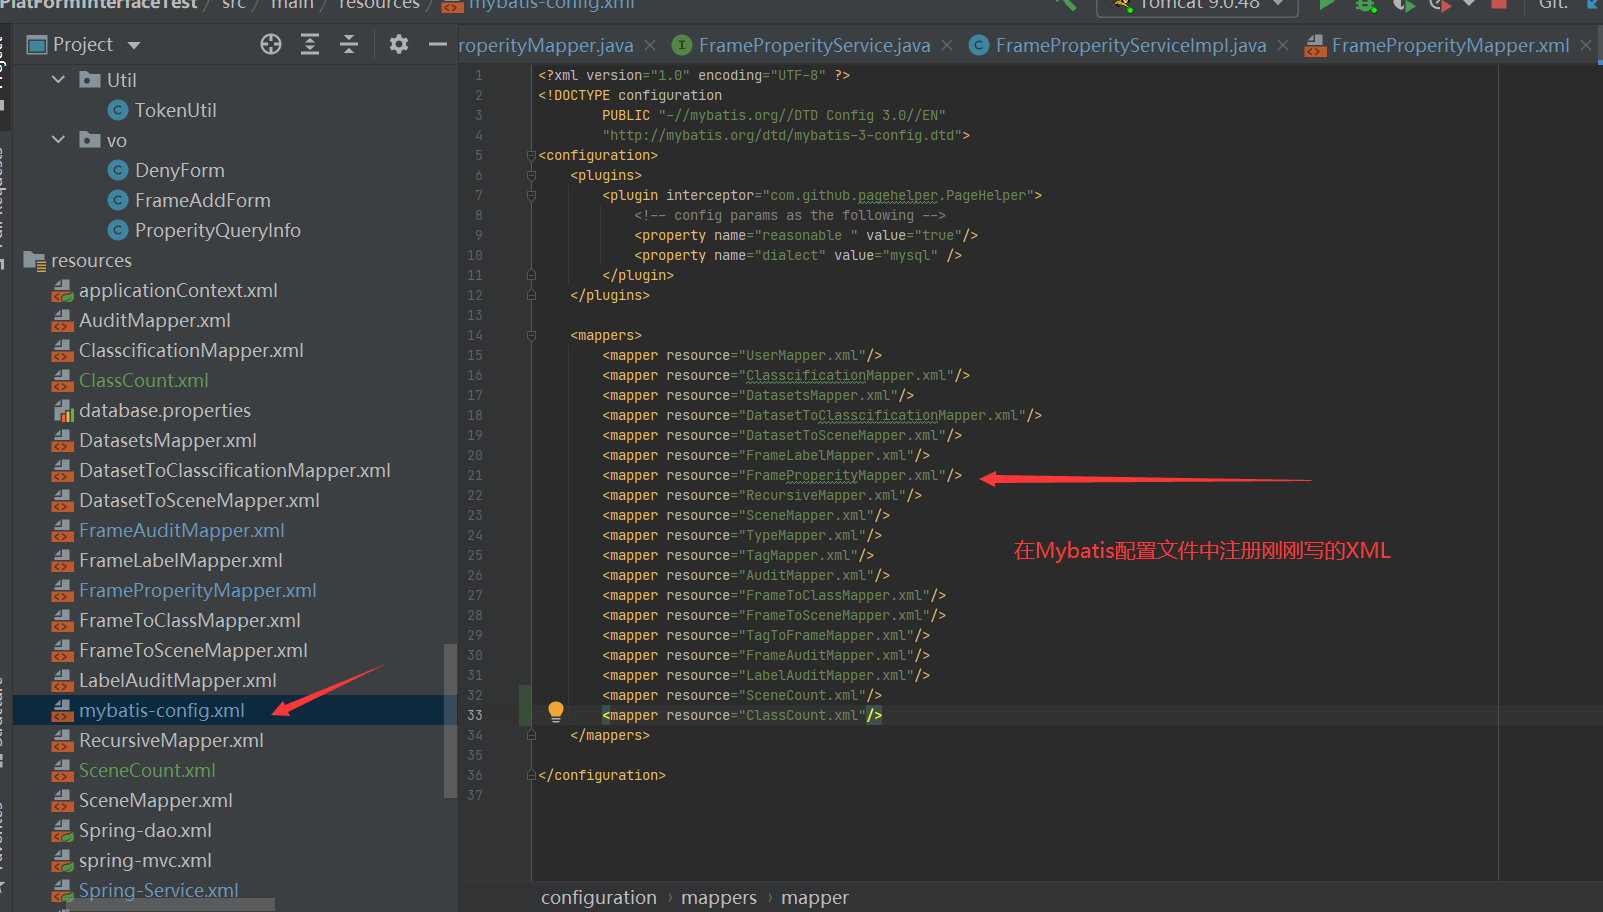 PlatFormInterfaceTest / src / main / resources / mybatis-config.xml
Tomcat 9.0.48
Git:
Project
roperityMapper.java
FrameProperityService.java
FrameProperityServiceImpl.java
FrameProperityMapper.xml
Util
TokenUtil
vo
DenyForm
FrameAddForm
ProperityQueryInfo
resources
applicationContext.xml
AuditMapper.xml
ClasscificationMapper.xml
ClassCount.xml
database.properties
DatasetsMapper.xml
DatasetToClasscificationMapper.xml
DatasetToSceneMapper.xml
FrameAuditMapper.xml
FrameLabelMapper.xml
FrameProperityMapper.xml
FrameToClassMapper.xml
FrameToSceneMapper.xml
LabelAuditMapper.xml
mybatis-config.xml
RecursiveMapper.xml
SceneCount.xml
SceneMapper.xml
Spring-dao.xml
spring-mvc.xml
Spring-Service.xml
1 <?xml version="1.0" encoding="UTF-8" ?>
2 <!DOCTYPE configuration
3 PUBLIC "-//mybatis.org//DTD Config 3.0//EN"
4 "http://mybatis.org/dtd/mybatis-3-config.dtd">
5 <configuration>
6 <plugins>
7 <plugin interceptor="com.github.pagehelper.PageHelper">
8 <!-- config params as the following -->
9 <property name="reasonable " value="true"/>
10 <property name="dialect" value="mysql" />
11 </plugin>
12 </plugins>
13
14 <mappers>
15 <mapper resource="UserMapper.xml"/>
16 <mapper resource="ClasscificationMapper.xml"/>
17 <mapper resource="DatasetsMapper.xml"/>
18 <mapper resource="DatasetToClasscificationMapper.xml"/>
19 <mapper resource="DatasetToSceneMapper.xml"/>
20 <mapper resource="FrameLabelMapper.xml"/>
21 <mapper resource="FrameProperityMapper.xml"/>
22 <mapper resource="RecursiveMapper.xml"/>
23 <mapper resource="SceneMapper.xml"/>
24 <mapper resource="TypeMapper.xml"/>
25 <mapper resource="TagMapper.xml"/>
26 <mapper resource="AuditMapper.xml"/>
27 <mapper resource="FrameToClassMapper.xml"/>
28 <mapper resource="FrameToSceneMapper.xml"/>
29 <mapper resource="TagToFrameMapper.xml"/>
30 <mapper resource="FrameAuditMapper.xml"/>
31 <mapper resource="LabelAuditMapper.xml"/>
32 <mapper resource="SceneCount.xml"/>
33 <mapper resource="ClassCount.xml"/>
34 </mappers>
35
36 </configuration>
37
在Mybatis配置文件中注册刚刚写的XML
configuration › mappers › mapper